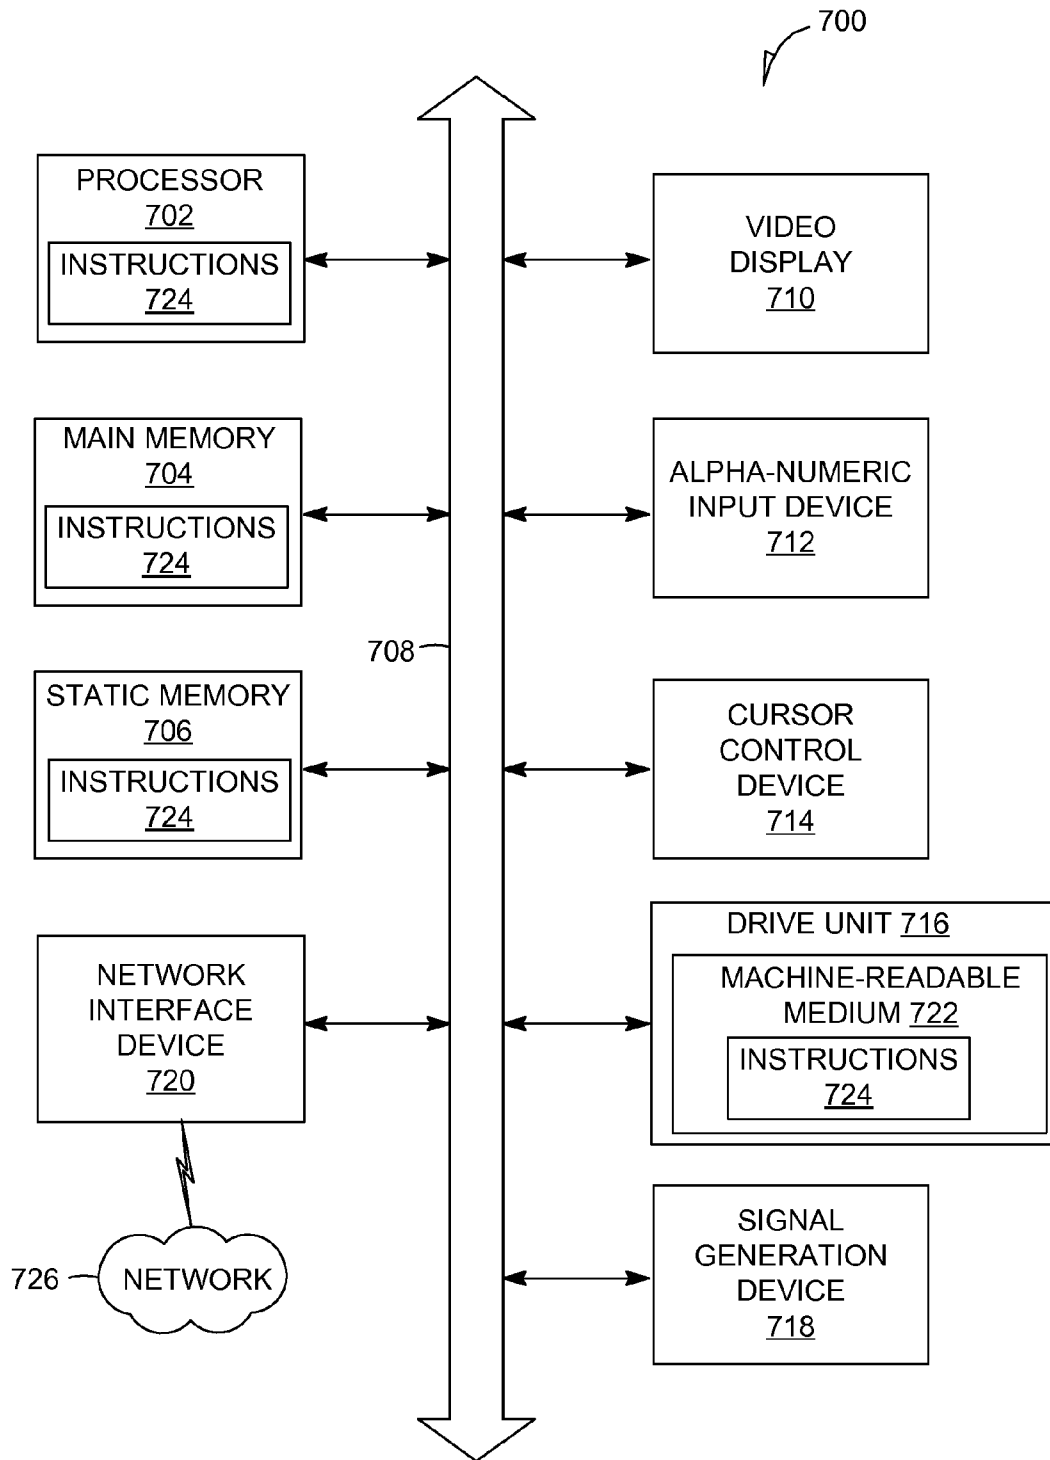 700
PROCESSOR
702
INSTRUCTIONS
724
VIDEO
DISPLAY
710
MAIN MEMORY
704
INSTRUCTIONS
724
ALPHA-NUMERIC
INPUT DEVICE
712
708
STATIC MEMORY
706
INSTRUCTIONS
724
CURSOR
CONTROL
DEVICE
714
NETWORK
INTERFACE
DEVICE
720
DRIVE UNIT 716
MACHINE-READABLE
MEDIUM 722
INSTRUCTIONS
724
726
NETWORK
SIGNAL
GENERATION
DEVICE
718